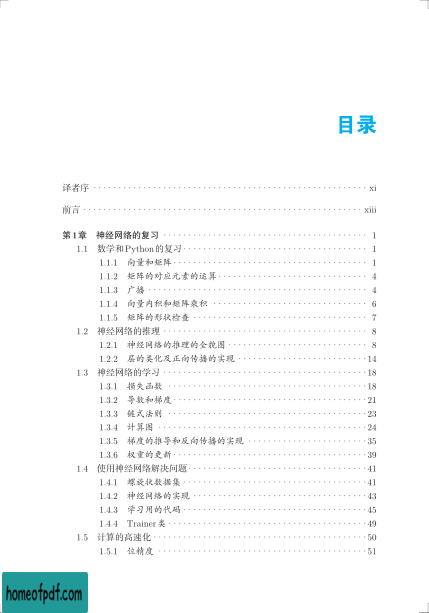 目录
译者序 xi
前言 xiii
第1章 神经网络的复习 1
1.1 数学和Python的复习 1
1.1.1 向量和矩阵 1
1.1.2 矩阵的对应元素的运算 4
1.1.3 广播 4
1.1.4 向量内积和矩阵乘积 6
1.1.5 矩阵的形状检查 7
1.2 神经网络的推理 8
1.2.1 神经网络的推理的全貌图 8
1.2.2 层的类化及正向传播的实现 14
1.3 神经网络的学习 18
1.3.1 损失函数 18
1.3.2 导数和梯度 21
1.3.3 链式法则 23
1.3.4 计算图 24
1.3.5 梯度的推导和反向传播的实现 35
1.3.6 权重的更新 39
1.4 使用神经网络解决问题 41
1.4.1 螺旋状数据集 41
1.4.2 神经网络的实现 43
1.4.3 学习用的代码 45
1.4.4 Trainer类 49
1.5 计算的高速化 50
1.5.1 位精度 51
homeofpdf.com